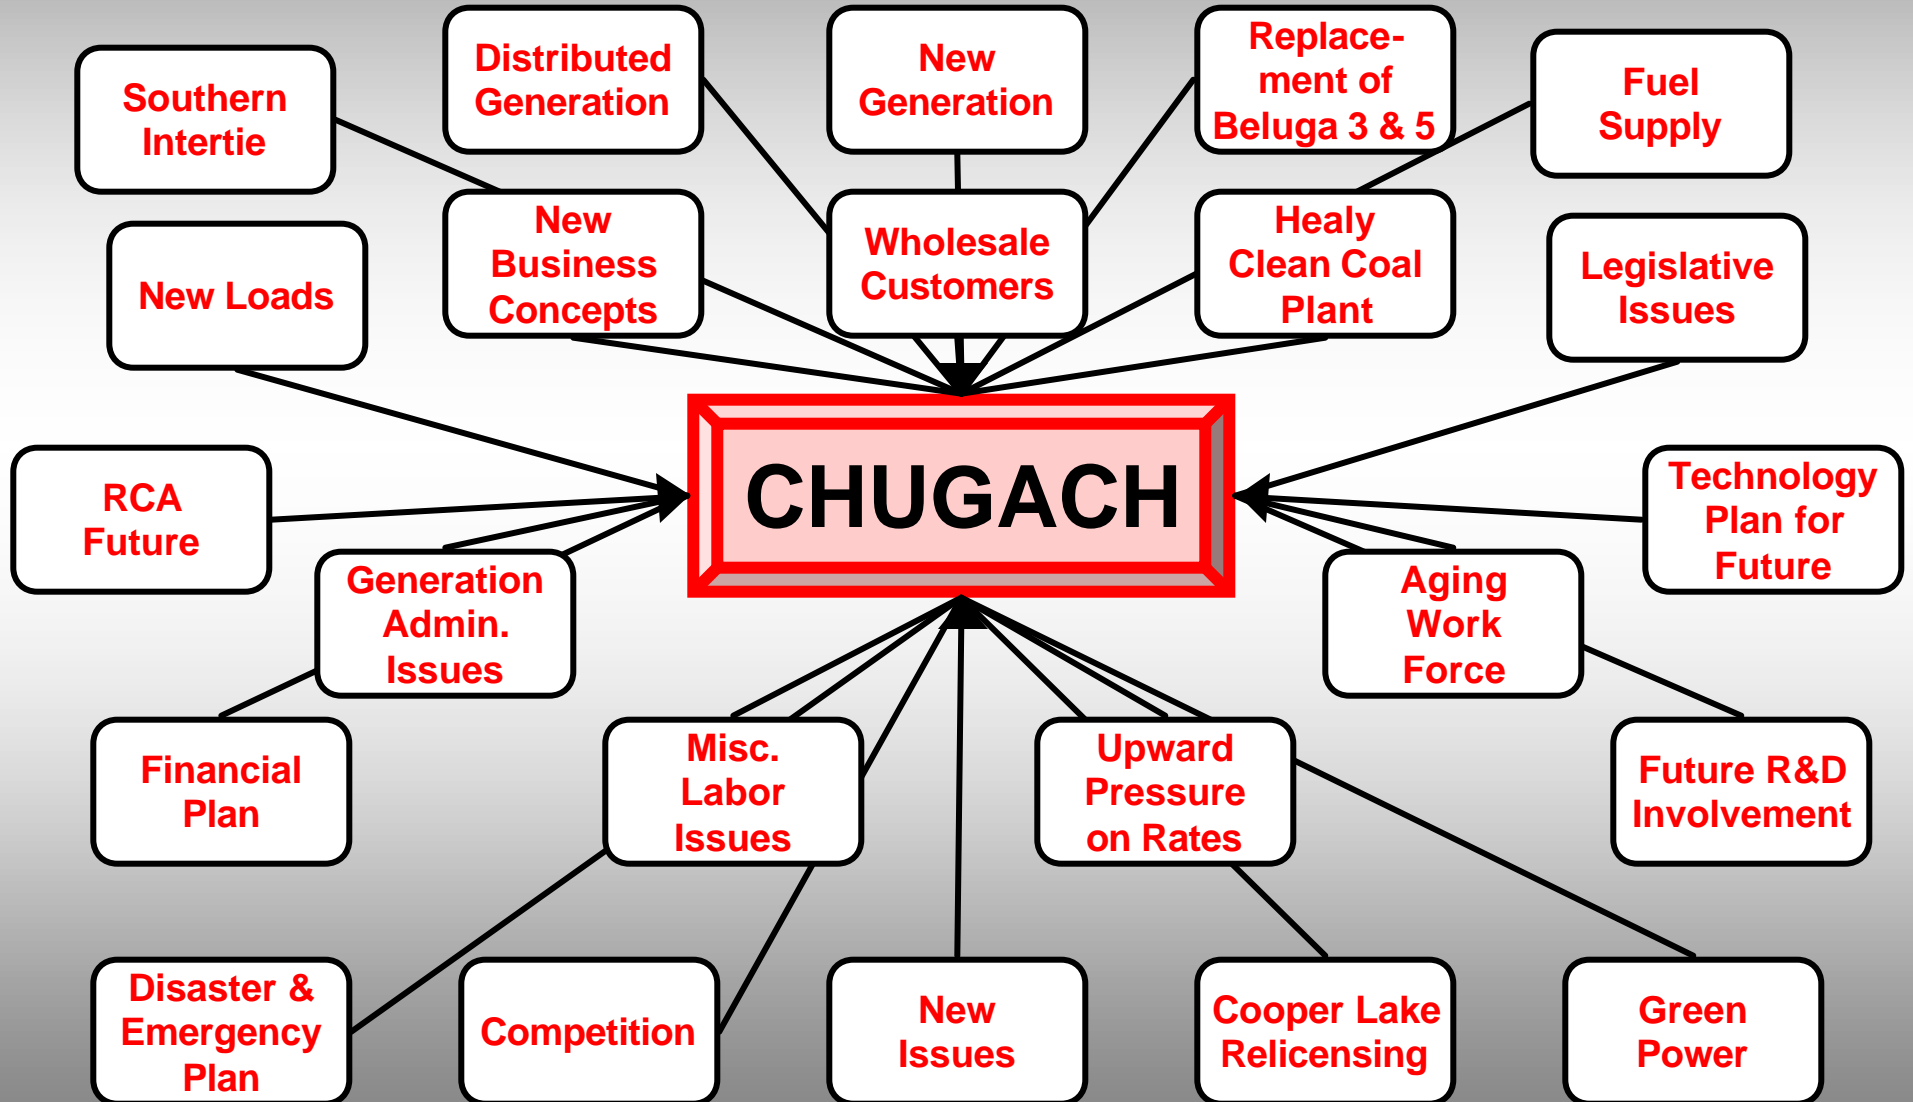 Southern
Intertie
Distributed
Generation
New
Generation
Replace-
ment of
Beluga 3 & 5
Fuel
Supply
New Loads
New
Business
Concepts
Wholesale
Customers
Healy
Clean Coal
Plant
Legislative
Issues
CHUGACH
RCA
Future
Technology
Plan for
Future
Generation
Admin.
Issues
Aging
Work
Force
Financial
Plan
Misc.
Labor
Issues
Upward
Pressure
on Rates
Future R&D
Involvement
Disaster &
Emergency
Plan
Competition
New
Issues
Cooper Lake
Relicensing
Green
Power